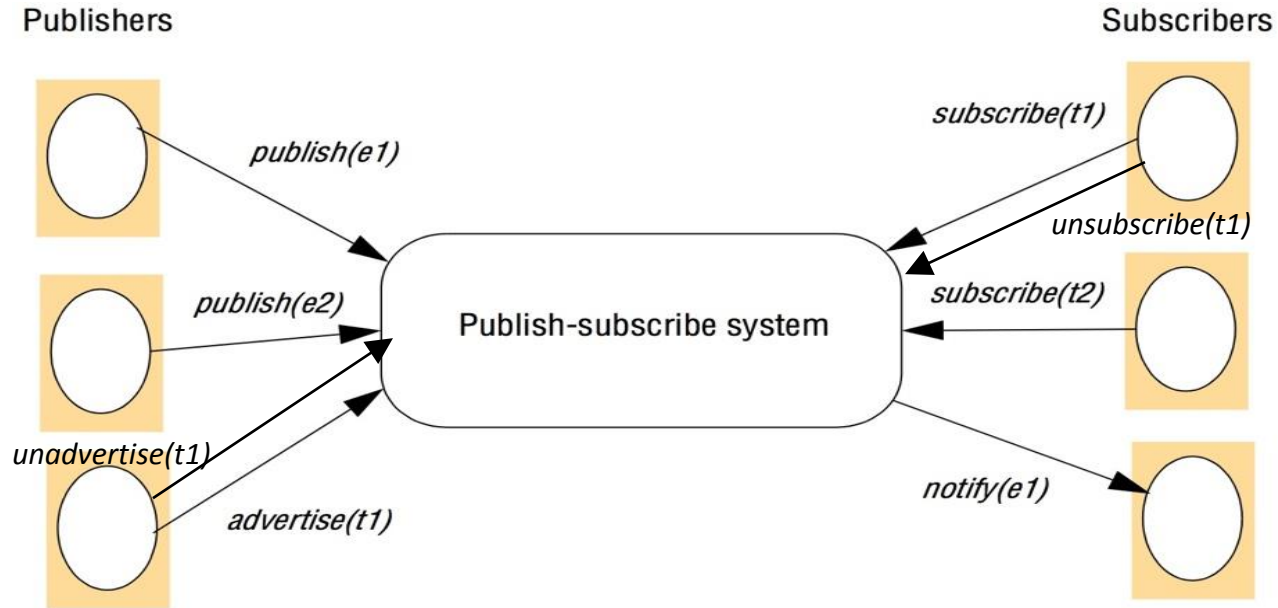 Publishers
Subscribers
subscribe(t1)
publish(e1)
unsubscribe(t1)
publish(e2)
subscribe(t2)
Publish-subscribe system
unadvertise(t1)
notify(e1)
advertise(t1)